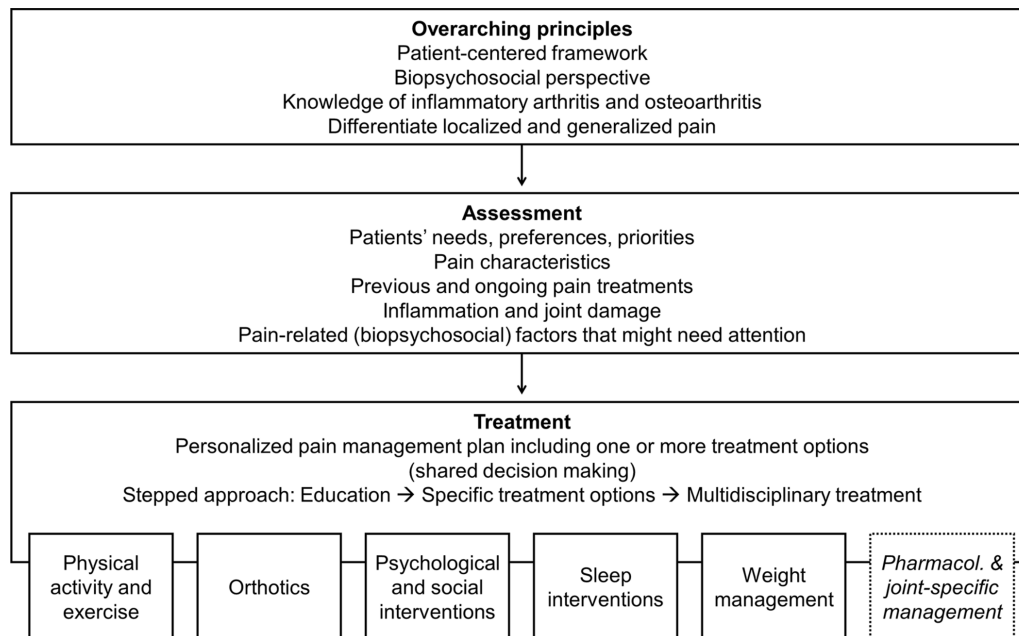 Overarching principles
Patient-centered framework
Biopsychosocial perspective
Knowledge of inflammatory arthritis and osteoarthritis
Differentiate localized and generalized pain
Assessment
Patients’ needs, preferences, priorities
Pain characteristics
Previous and ongoing pain treatments
Inflammation and joint damage
Pain-related (biopsychosocial) factors that might need attention
Treatment
Personalized pain management plan including one or more treatment options
(shared decision making)
Stepped approach: Education → Specific treatment options → Multidisciplinary treatment
Physical
activity and
exercise
Orthotics
Psychological
and social
interventions
Sleep
interventions
Weight
management
Pharmacol. &
joint-specific
management